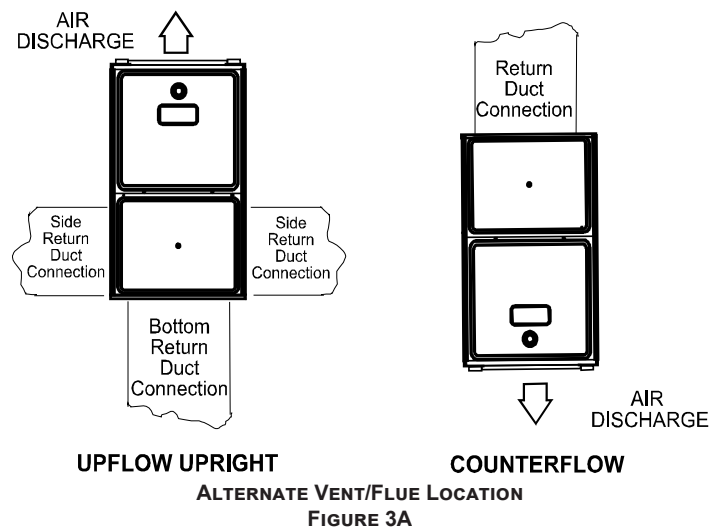 AIR
DISCHARGE
Side
Return
Duct
Connection
Side
Return
Duct
Connection
Bottom
Return
Duct
Connection
UPFLOW UPRIGHT
Return
Duct
Connection
AIR
DISCHARGE
COUNTERFLOW
ALTERNATE VENT/FLUE LOCATION
FIGURE 3A